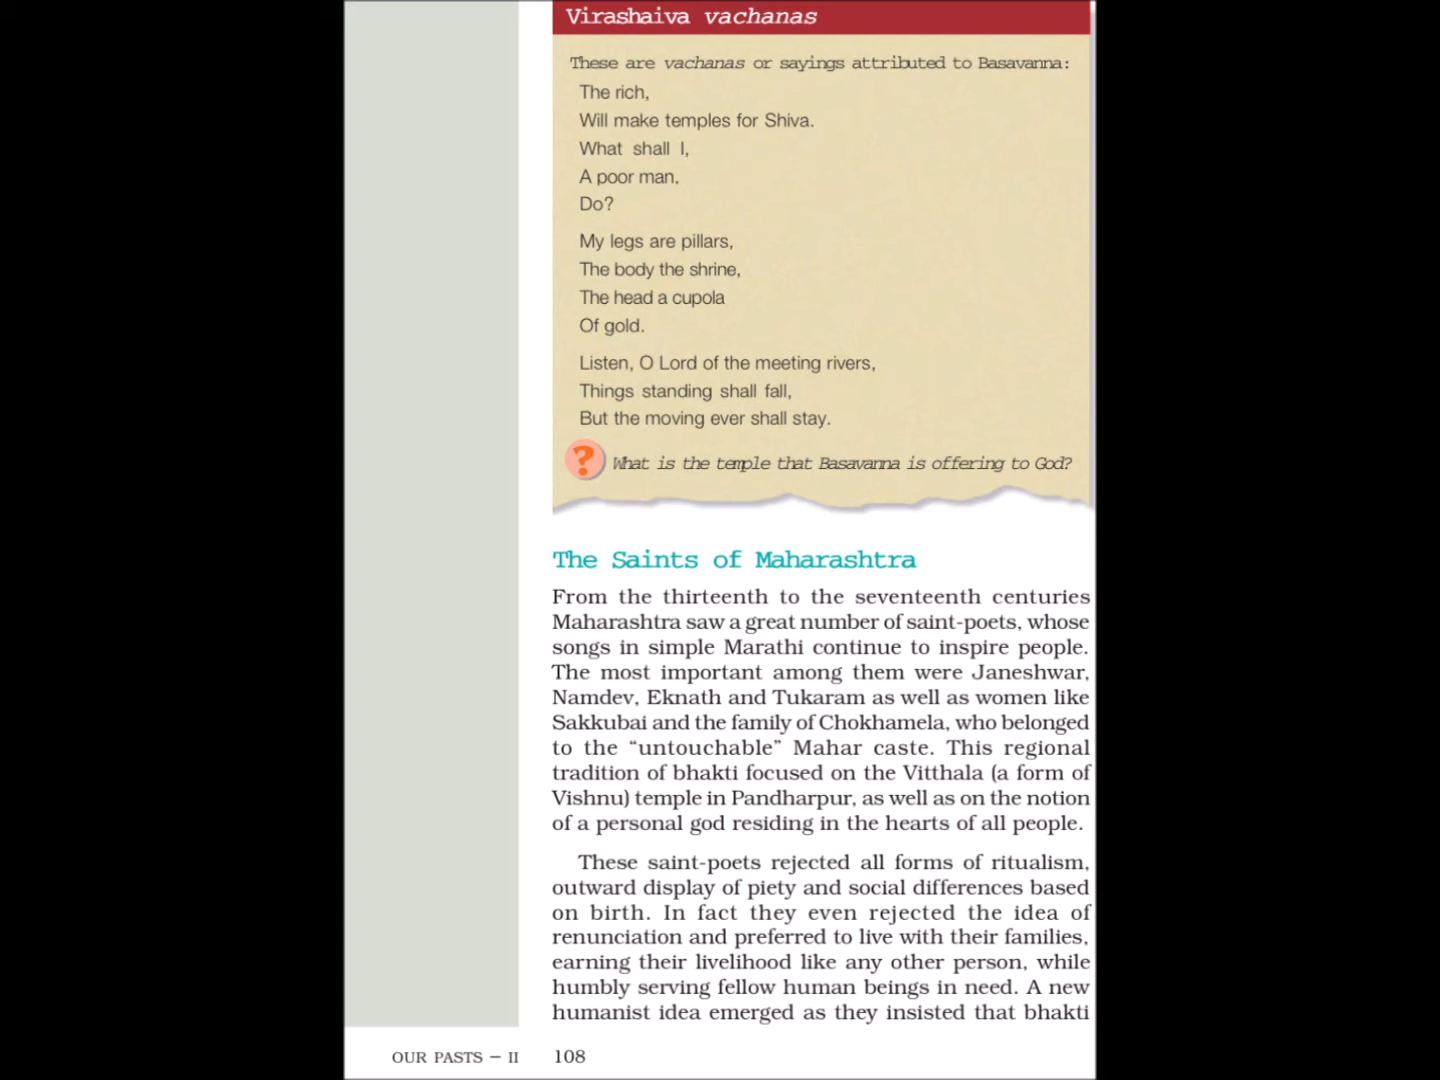 Virashaiva vachanas
These are vachanas or sayings attributed to Basavanna:
The rich,
Will make temples for Shiva.
What shall I,
A poor man,
Do?
My legs are pillars,
The body the shrine,
The head a cupola
Of gold.
Listen, O Lord of the meeting rivers,
Things standing shall fall,
But the moving ever shall stay.
? What is the temple that Basavanna is offering to God?
The Saints of Maharashtra
From the thirteenth to the seventeenth centuries
Maharashtra saw a great number of saint-poets, whose
songs in simple Marathi continue to inspire people.
The most important among them were Janeshwar,
Namdev, Eknath and Tukaram as well as women like
Sakkubai and the family of Chokhamela, who belonged
to the “untouchable” Mahar caste. This regional
tradition of bhakti focused on the Vitthala (a form of
Vishnu) temple in Pandharpur, as well as on the notion
of a personal god residing in the hearts of all people.
These saint-poets rejected all forms of ritualism,
outward display of piety and social differences based
on birth. In fact they even rejected the idea of
renunciation and preferred to live with their families,
earning their livelihood like any other person, while
humbly serving fellow human beings in need. A new
humanist idea emerged as they insisted that bhakti
OUR PASTS – II 108